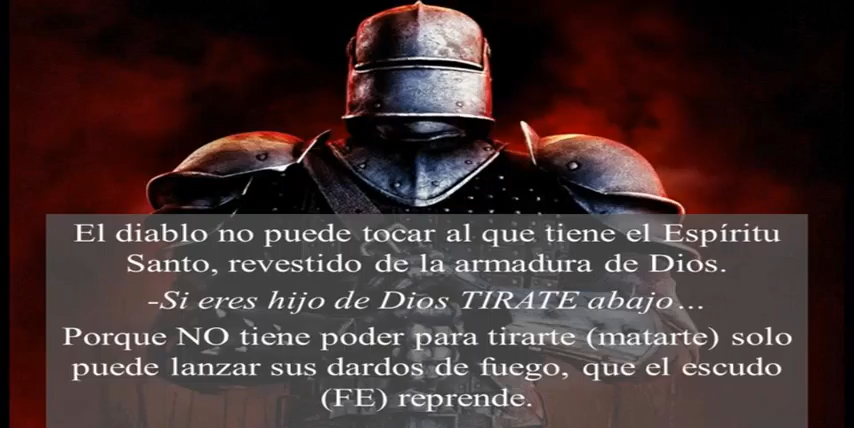 El diablo no puede tocar al que tiene el Espíritu
Santo, revestido de la armadura de Dios.
-Si eres hijo de Dios TIRATE abajo...
Porque NO tiene poder para tirarte (matarte) solo
puede lanzar sus dardos de fuego, que el escudo
(FE) reprende.